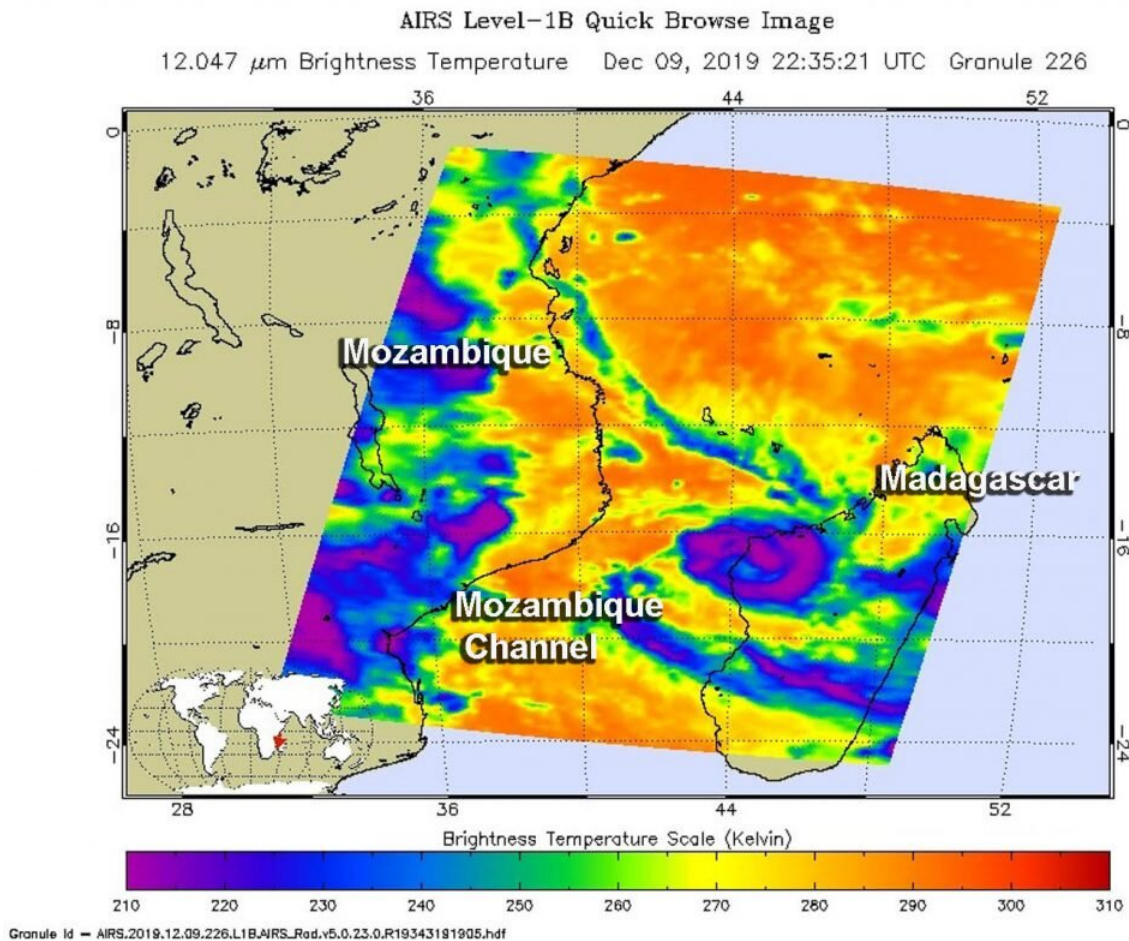 AIRS Level-1B Quick Browse Image
12.047 μm Brightness Temperature Dec 09, 2019 22:35:21 UTC Granule 226
36 44 52
0 0
-8 -8
Mozambique
Madagascar
-16 -16
Mozambique
Channel
-24 -24
28 36 44 52
Brightness Temperature Scale (Kelvin)
210 220 230 240 250 260 270 280 290 300 310
Granule Id — AIRS.2019.12.09.226.L1B.AIRS_Rad.v5.0.23.0.R19343191905.hdf